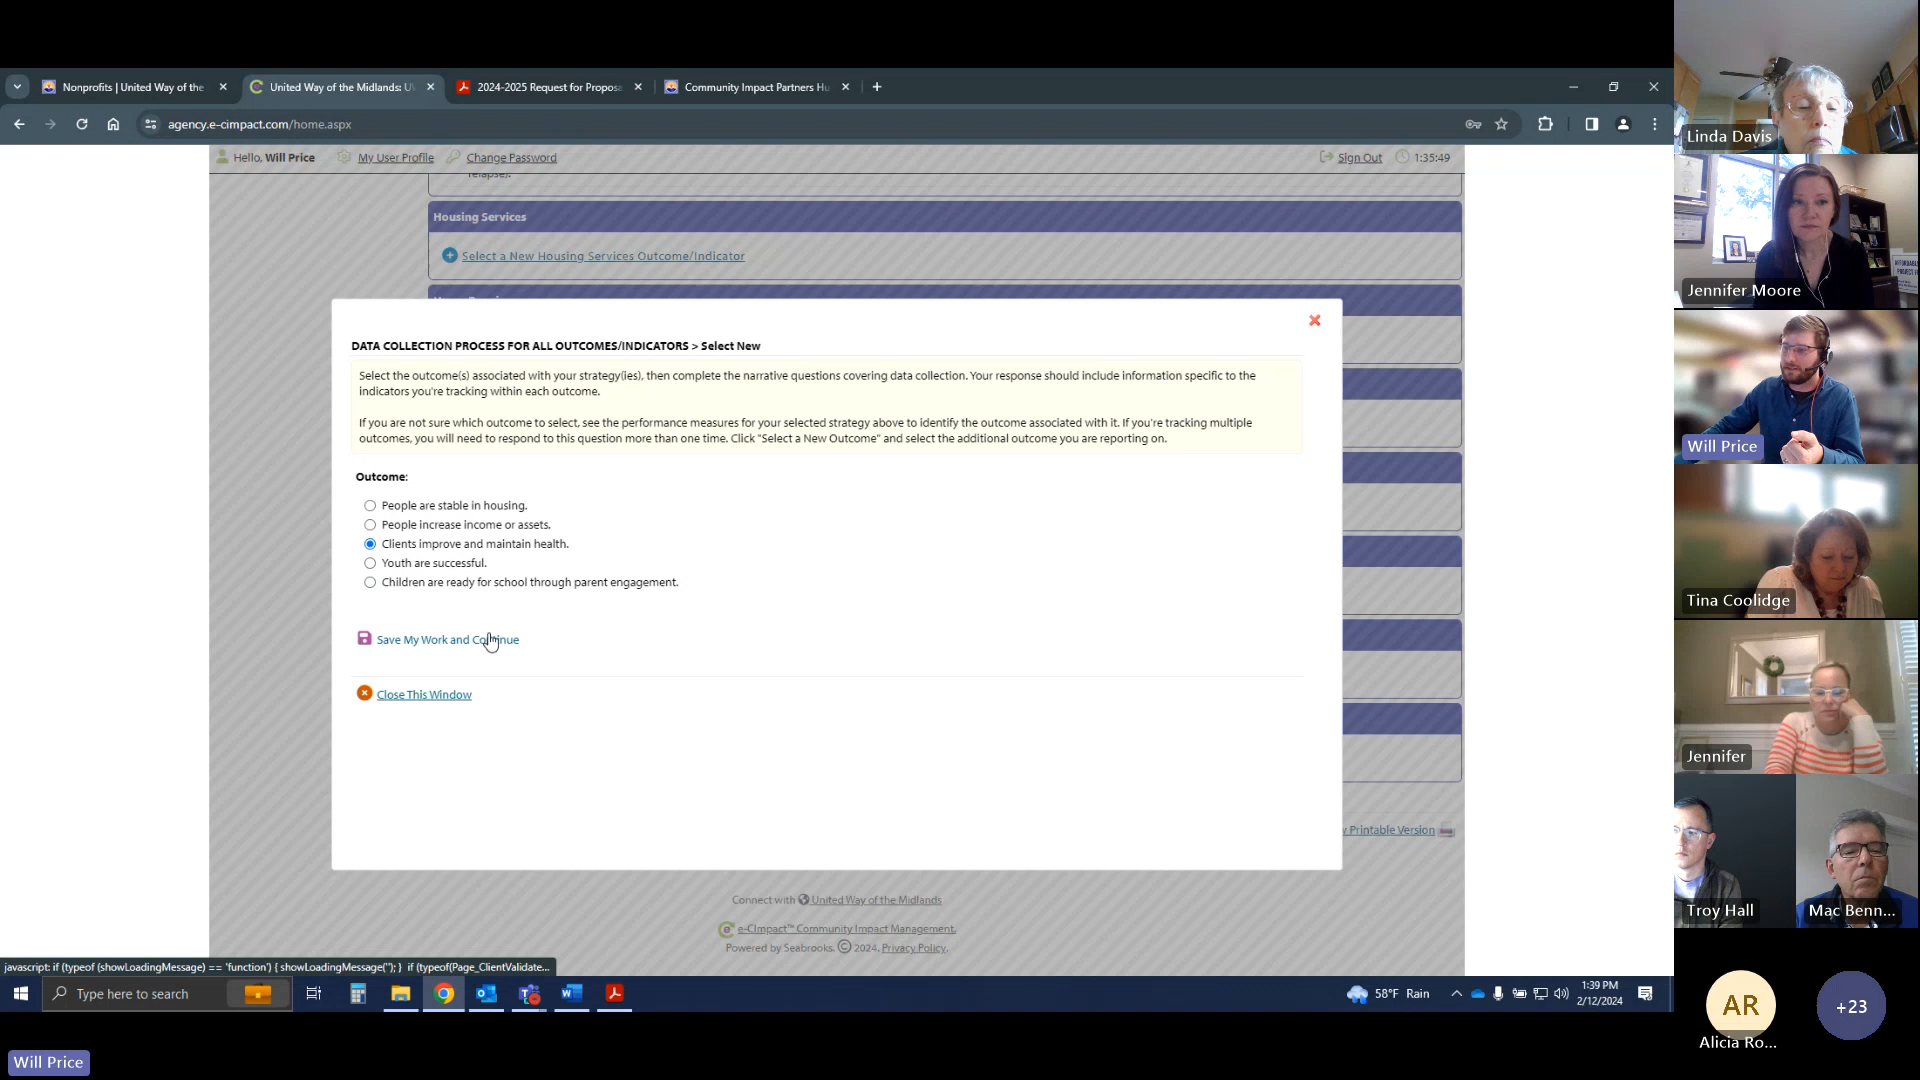 Nonprofits | United Way of the
United Way of the Midlands: U
2024-2025 Request for Proposa
Community Impact Partners Hu
agency.e-cimpact.com/home.aspx
Hello, Will Price
My User Profile
Change Password
Sign Out
1:35:49
relapse).
Housing Services
Select a New Housing Services Outcome/Indicator
DATA COLLECTION PROCESS FOR ALL OUTCOMES/INDICATORS > Select New
Select the outcome(s) associated with your strategy(ies), then complete the narrative questions covering data collection. Your response should include information specific to the
indicators you're tracking within each outcome.
If you are not sure which outcome to select, see the performance measures for your selected strategy above to identify the outcome associated with it. If you're tracking multiple
outcomes, you will need to respond to this question more than one time. Click "Select a New Outcome" and select the additional outcome you are reporting on.
Outcome:
People are stable in housing.
People increase income or assets.
Clients improve and maintain health.
Youth are successful.
Children are ready for school through parent engagement.
Save My Work and Continue
Close This Window
Printable Version
Connect with United Way of the Midlands
e-CImpact™ Community Impact Management.
Powered by Seabrooks. © 2024, Privacy Policy.
javascript: if (typeof (showLoadingMessage) == 'function') { showLoadingMessage(''); } if (typeof(Page_ClientValidate...
Type here to search
58°F Rain
1:39 PM
2/12/2024
Linda Davis
Jennifer Moore
Will Price
Tina Coolidge
Jennifer
Troy Hall
Mac Benn...
AR
Alicia Ro...
+23
Will Price